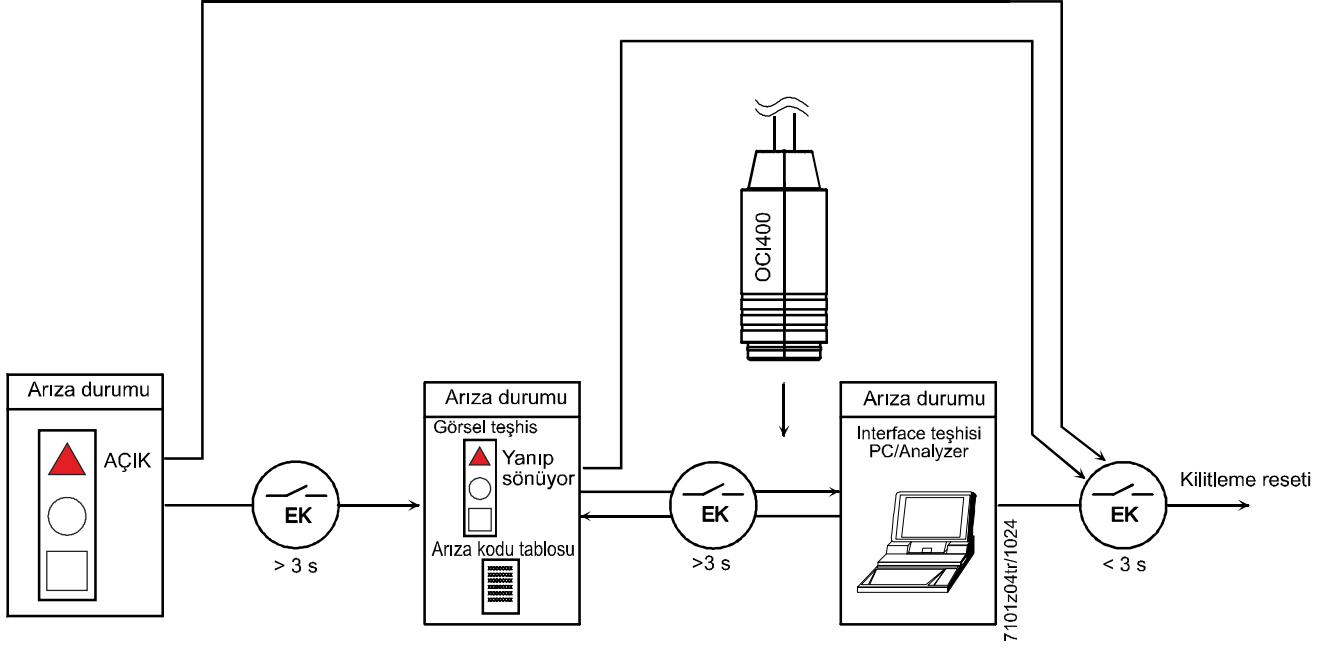 OCI400
Arıza durumu
AÇIK
EK
> 3 s
Arıza durumu
Görsel teşhis
Yanıp
sönüyor
Arıza kodu tablosu
EK
>3 s
Arıza durumu
Interface teşhisi
PC/Analyzer
7101z04tr/1024
EK
< 3 s
Kilitleme reseti